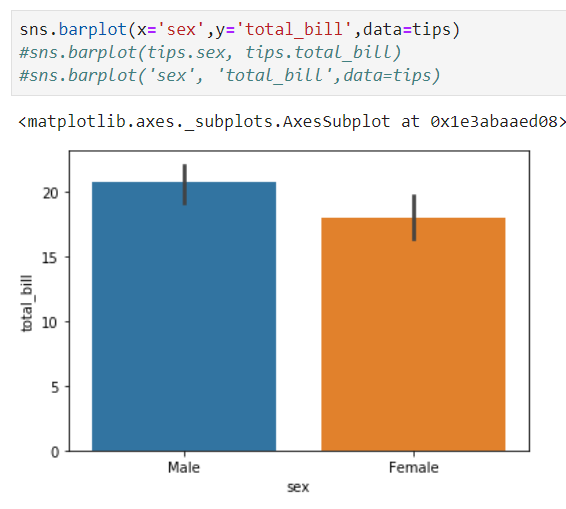 sns.barplot(x='sex',y='total_bill',data=tips)
#sns.barplot(tips.sex, tips.total_bill)
#sns.barplot('sex', 'total_bill',data=tips)
<matplotlib.axes._subplots.AxesSubplot at 0x1e3abaaed08>
20
15
10
5
0
total_bill
Male Female
sex